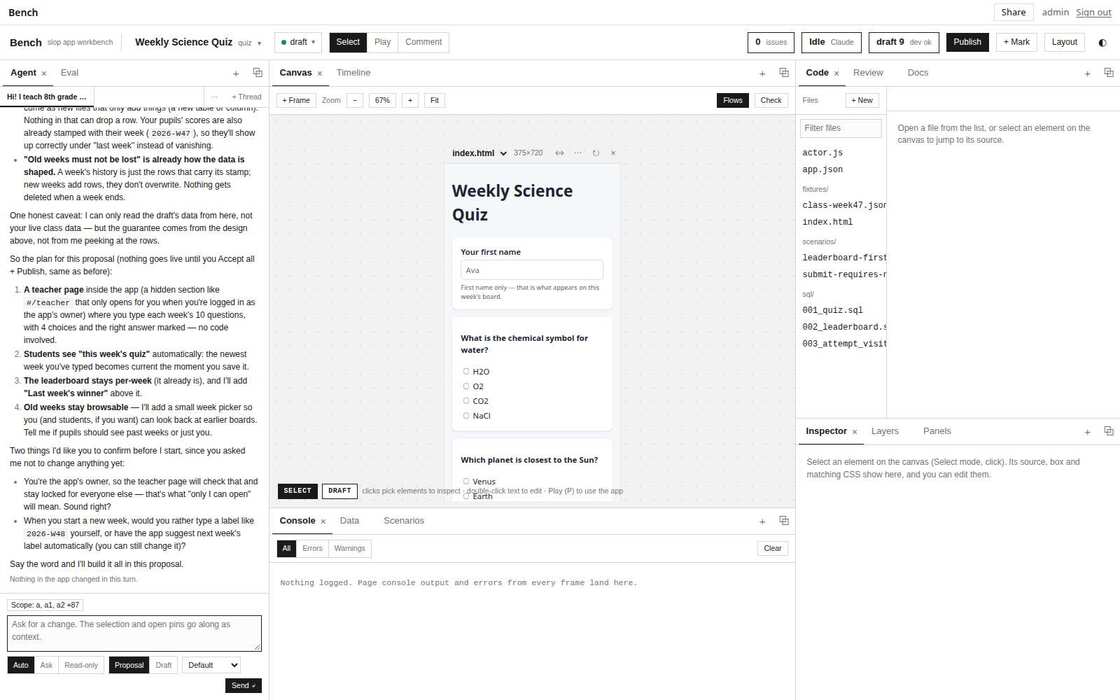 Bench
Share
admin
Sign out
Bench
slop app workbench
Weekly Science Quiz quiz
draft
Select
Play
Comment
0 issues
Idle Claude
draft 9 dev ok
Publish
+ Mark
Layout
Agent ×
Eval
Hi! I teach 8th grade …
···
+ Thread
come as new files that only add things (a new table or column).
Nothing in that can drop a row. Your pupils' scores are also
already stamped with their week ( 2026-W47 ), so they'll show
up correctly under "last week" instead of vanishing.
• "Old weeks must not be lost" is already how the data is
shaped. A week's history is just the rows that carry its stamp;
new weeks add rows, they don't overwrite. Nothing gets
deleted when a week ends.
One honest caveat: I can only read the draft's data from here, not
your live class data — but the guarantee comes from the design
above, not from me peeking at the rows.
So the plan for this proposal (nothing goes live until you Accept all
+ Publish, same as before):
1. A teacher page inside the app (a hidden section like
#/teacher that only opens for you when you're logged in as
the app's owner) where you type each week's 10 questions,
with 4 choices and the right answer marked — no code
involved.
2. Students see "this week's quiz" automatically: the newest
week you've typed becomes current the moment you save it.
3. The leaderboard stays per-week (it already is), and I'll add
"Last week's winner" above it.
4. Old weeks stay browsable — I'll add a small week picker so
you (and students, if you want) can look back at earlier boards.
Tell me if pupils should see past weeks or just you.
Two things I'd like you to confirm before I start, since you asked
me not to change anything yet:
• You're the app's owner, so the teacher page will check that and
stay locked for everyone else — that's what "only I can open"
will mean. Sound right?
• When you start a new week, would you rather type a label like
2026-W48 yourself, or have the app suggest next week's
label automatically (you can still change it)?
Say the word and I'll build it all in this proposal.
Nothing in the app changed in this turn.
Scope: a, a1, a2 +87
Ask for a change. The selection and open pins go along as
context.
Auto
Ask
Read-only
Proposal
Draft
Default
Send
Canvas ×
Timeline
+ Frame
Zoom
−
67%
+
Fit
Flows
Check
index.html
375×720
Weekly Science
Quiz
Your first name
Ava
First name only — that is what appears on this
week's board.
What is the chemical symbol for
water?
H2O
O2
CO2
NaCl
Which planet is closest to the Sun?
Venus
Earth
SELECT
DRAFT
clicks pick elements to inspect · double-click text to edit · Play (P) to use the app
Console ×
Data
Scenarios
All
Errors
Warnings
Clear
Nothing logged. Page console output and errors from every frame land here.
Code ×
Review
Docs
Files
+ New
Filter files
actor.js
app.json
fixtures/
class-week47.json
index.html
scenarios/
leaderboard-first
submit-requires-r
sql/
001_quiz.sql
002_leaderboard.s
003_attempt_visit
Open a file from the list, or select an element on the
canvas to jump to its source.
Inspector ×
Layers
Panels
Select an element on the canvas (Select mode, click). Its source, box and
matching CSS show here, and you can edit them.